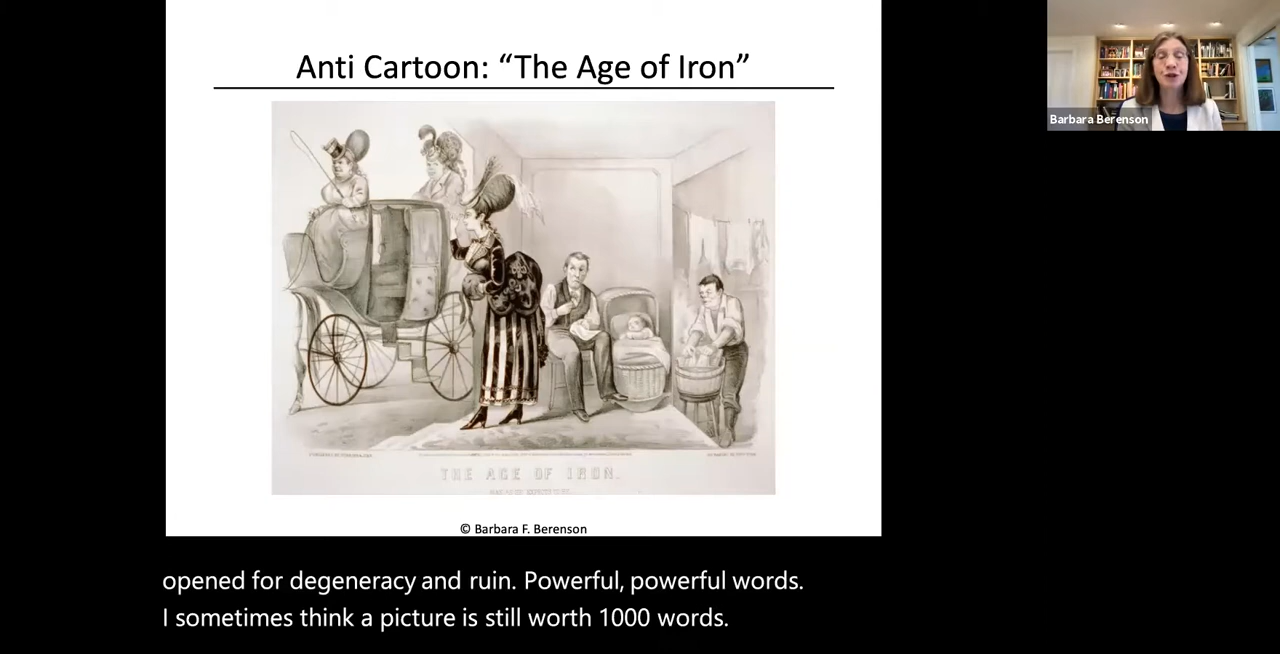 Anti Cartoon: “The Age of Iron”
Barbara Berenson
THE AGE OF IRON.
© Barbara F. Berenson
opened for degeneracy and ruin. Powerful, powerful words.
I sometimes think a picture is still worth 1000 words.